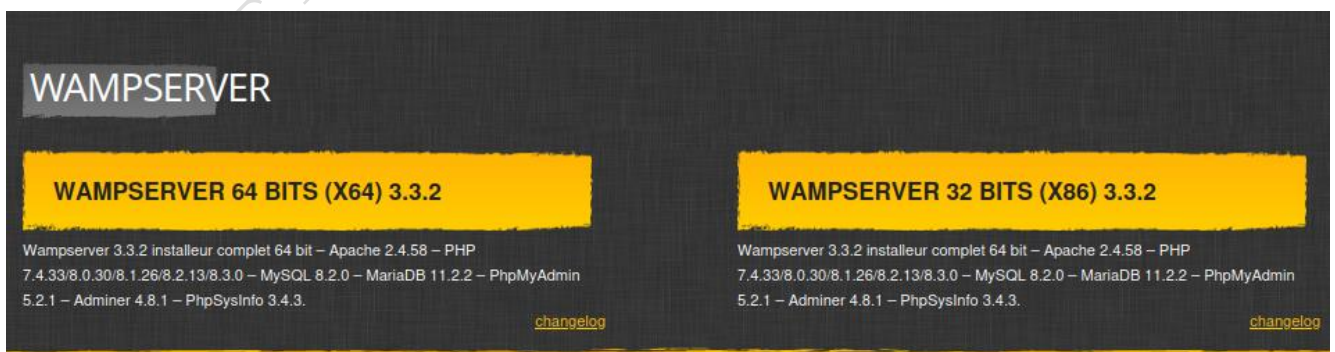 WAMPSERVER
WAMPSERVER 64 BITS (X64) 3.3.2
Wampserver 3.3.2 installeur complet 64 bit – Apache 2.4.58 – PHP
7.4.33/8.0.30/8.1.26/8.2.13/8.3.0 – MySQL 8.2.0 – MariaDB 11.2.2 – PhpMyAdmin
5.2.1 – Adminer 4.8.1 – PhpSysInfo 3.4.3.
changelog
WAMPSERVER 32 BITS (X86) 3.3.2
Wampserver 3.3.2 installeur complet 64 bit – Apache 2.4.58 – PHP
7.4.33/8.0.30/8.1.26/8.2.13/8.3.0 – MySQL 8.2.0 – MariaDB 11.2.2 – PhpMyAdmin
5.2.1 – Adminer 4.8.1 – PhpSysInfo 3.4.3.
changelog